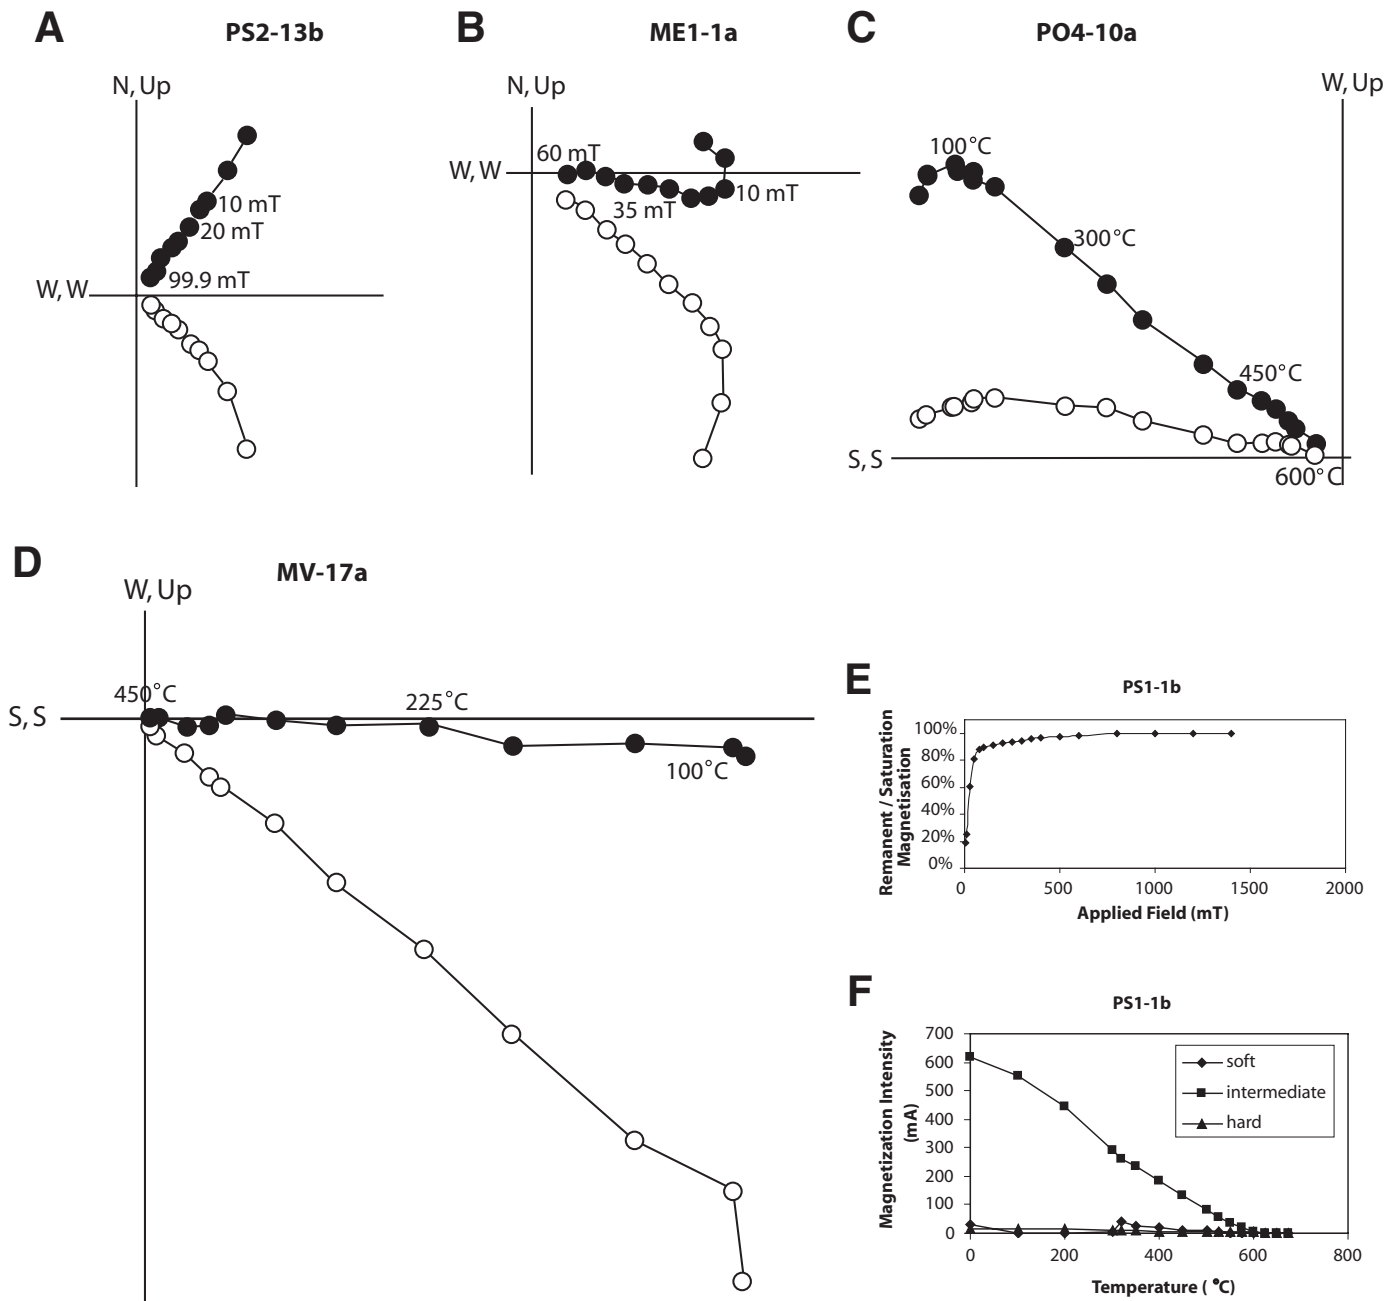 A
PS2-13b
N, Up
10 mT
20 mT
99.9 mT
W, W
B
ME1-1a
N, Up
60 mT
W, W
35 mT
10 mT
C
PO4-10a
W, Up
100°C
300°C
450°C
S, S
600°C
D
MV-17a
W, Up
450°C
225°C
S, S
100°C
E
PS1-1b
Remanent / Saturation
Magnetisation
100%
80%
60%
40%
20%
0%
0 500 1000 1500 2000
Applied Field (mT)
F
PS1-1b
Magnetization Intensity
(mA)
700
600
500
400
300
200
100
0
soft
intermediate
hard
0 200 400 600 800
Temperature ( °C)